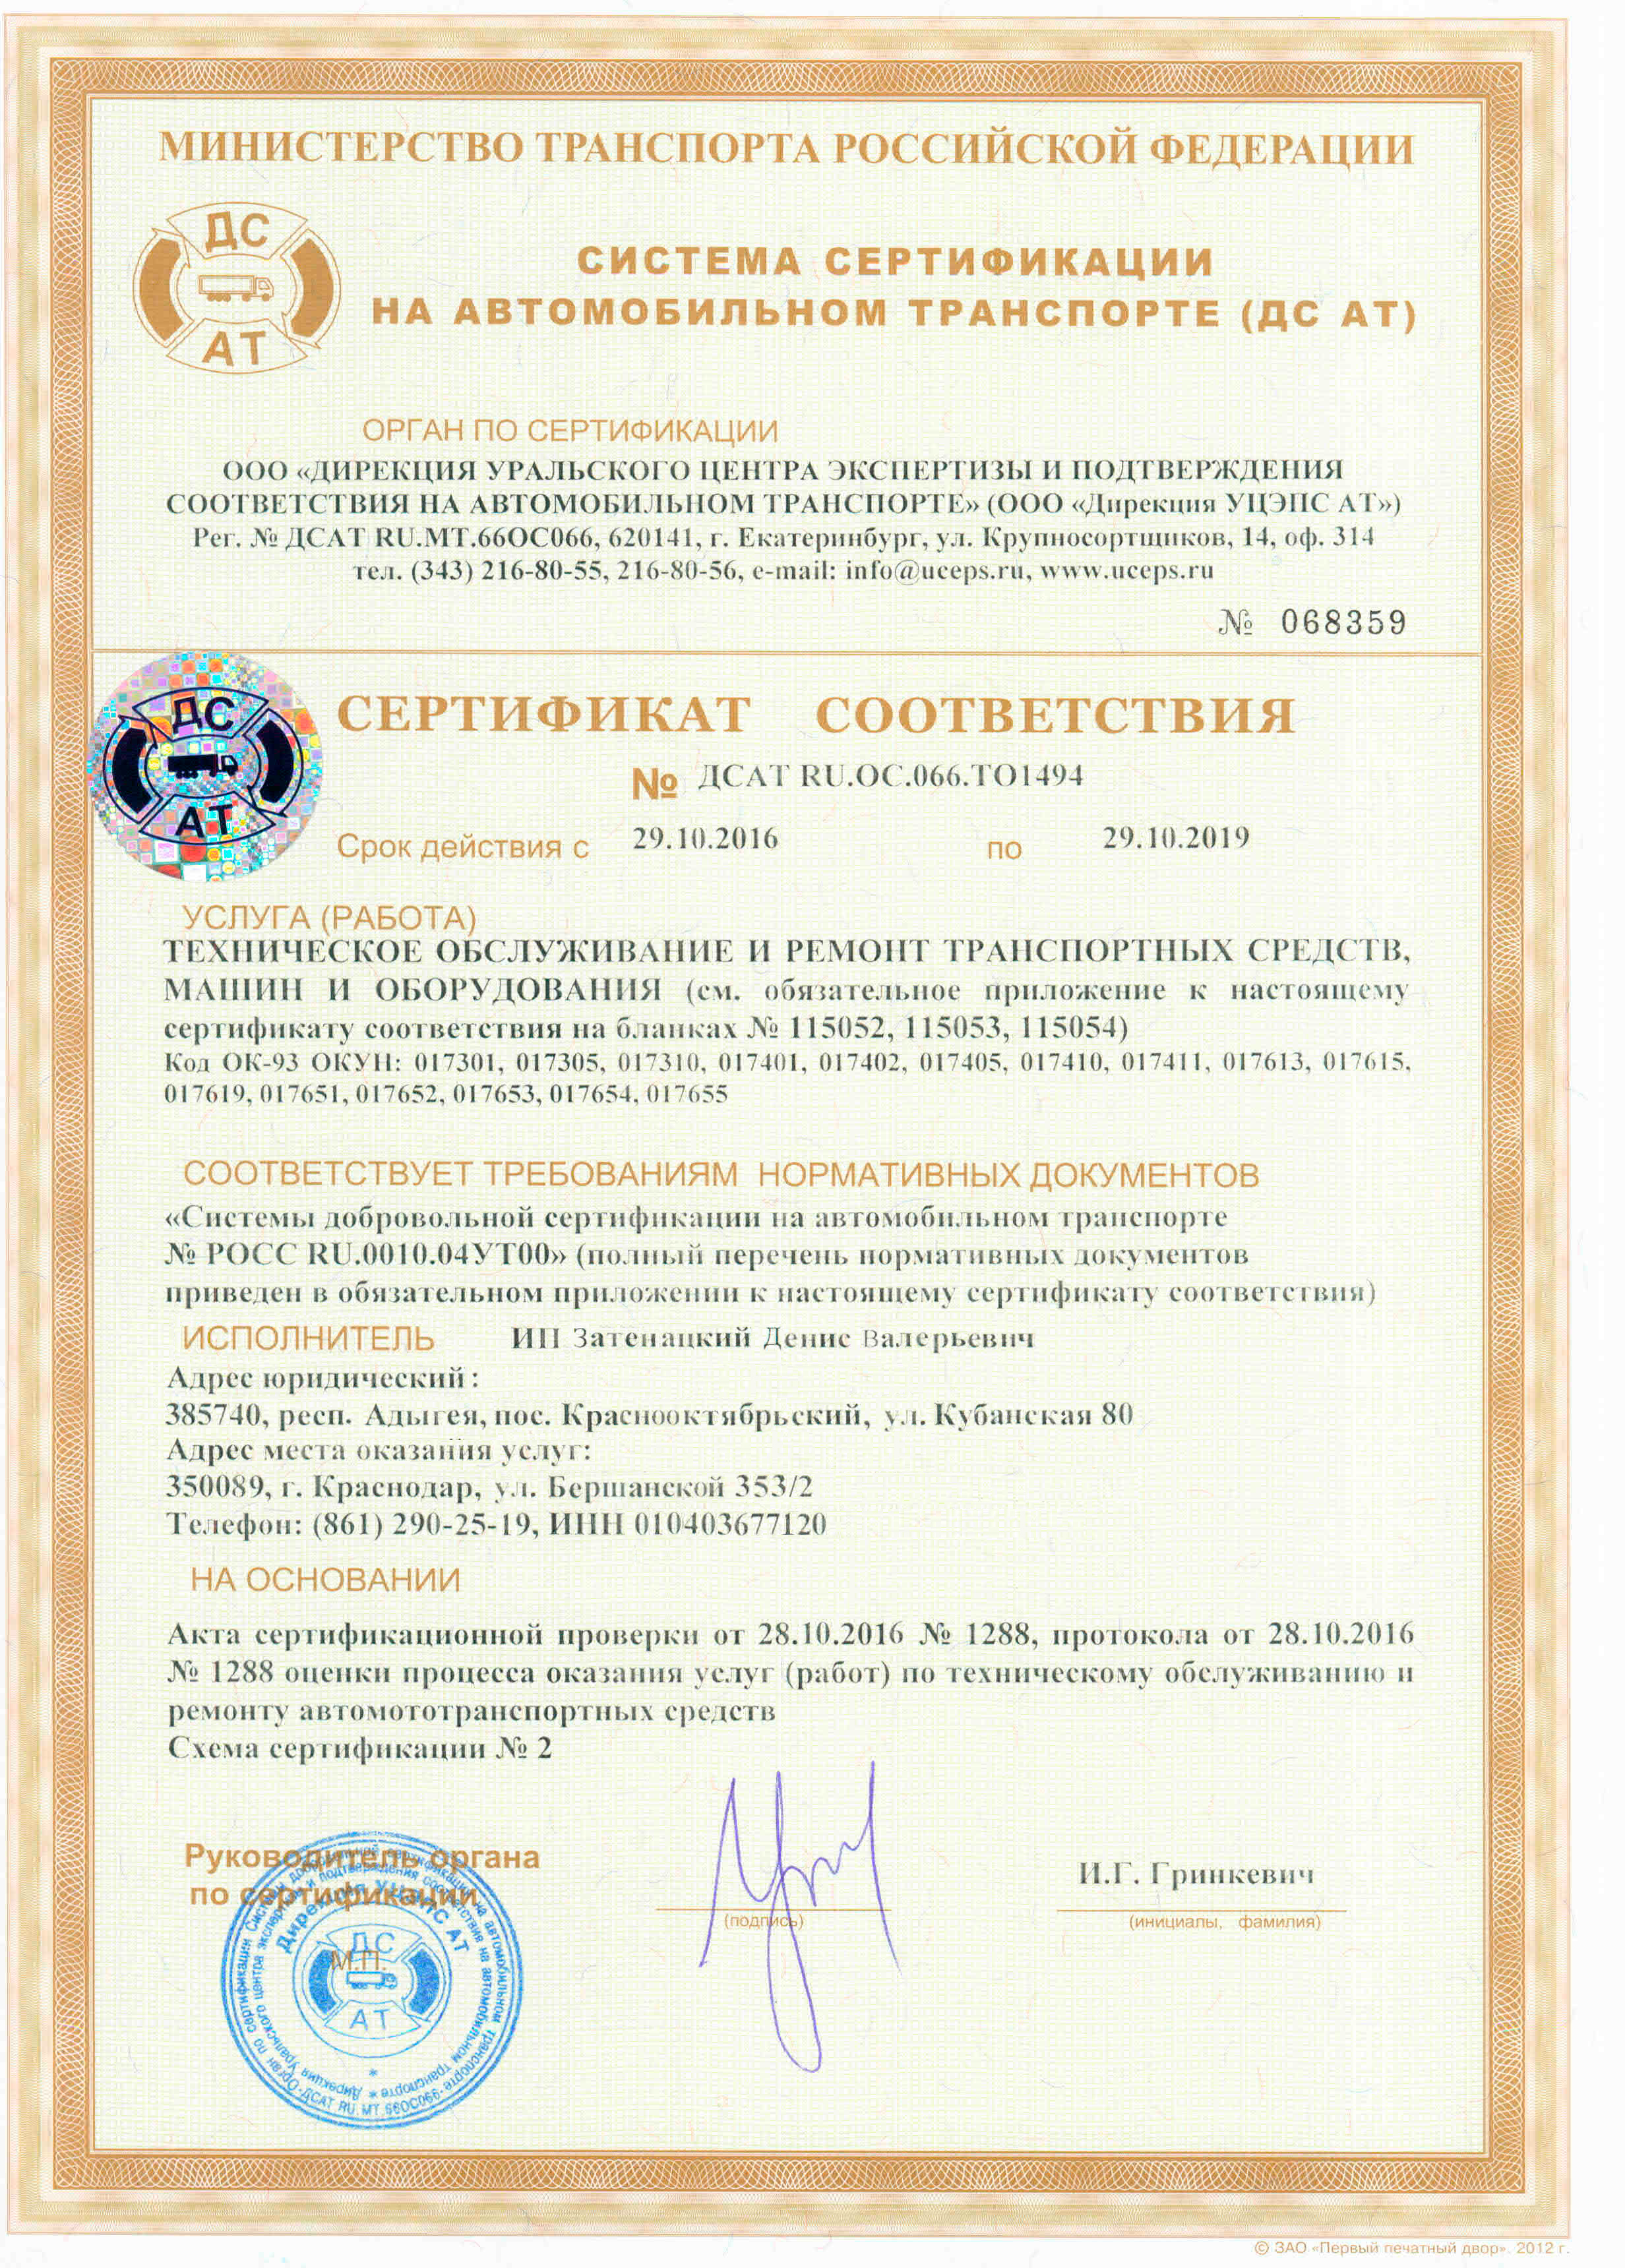 МИНИСТЕРСТВО ТРАНСПОРТА РОССИЙСКОЙ ФЕДЕРАЦИИ
ДС
АТ
СИСТЕМА СЕРТИФИКАЦИИ
НА АВТОМОБИЛЬНОМ ТРАНСПОРТЕ (ДС АТ)
ОРГАН ПО СЕРТИФИКАЦИИ
ООО «ДИРЕКЦИЯ УРАЛЬСКОГО ЦЕНТРА ЭКСПЕРТИЗЫ И ПОДТВЕРЖДЕНИЯ
СООТВЕТСТВИЯ НА АВТОМОБИЛЬНОМ ТРАНСПОРТЕ» (ООО «Дирекция УЦЭПС АТ»)
Рег. № ДСАТ RU.МТ.66ОС066, 620141, г. Екатеринбург, ул. Крупносортщиков, 14, оф. 314
тел. (343) 216-80-55, 216-80-56, e-mail: info@uceps.ru, www.uceps.ru
№ 068359
ДС
АТ
СЕРТИФИКАТ СООТВЕТСТВИЯ
№ ДСАТ RU.ОС.066.ТО1494
Срок действия с 29.10.2016 по 29.10.2019
УСЛУГА (РАБОТА)
ТЕХНИЧЕСКОЕ ОБСЛУЖИВАНИЕ И РЕМОНТ ТРАНСПОРТНЫХ СРЕДСТВ,
МАШИН И ОБОРУДОВАНИЯ (см. обязательное приложение к настоящему
сертификату соответствия на бланках № 115052, 115053, 115054)
Код ОК-93 ОКУН: 017301, 017305, 017310, 017401, 017402, 017405, 017410, 017411, 017613, 017615,
017619, 017651, 017652, 017653, 017654, 017655
СООТВЕТСТВУЕТ ТРЕБОВАНИЯМ НОРМАТИВНЫХ ДОКУМЕНТОВ
«Системы добровольной сертификации на автомобильном транспорте
№ РОСС RU.0010.04УТ00» (полный перечень нормативных документов
приведен в обязательном приложении к настоящему сертификату соответствия)
ИСПОЛНИТЕЛЬ ИП Затенацкий Денис Валерьевич
Адрес юридический :
385740, респ. Адыгея, пос. Краснооктябрьский, ул. Кубанская 80
Адрес места оказания услуг:
350089, г. Краснодар, ул. Бершанской 353/2
Телефон: (861) 290-25-19, ИНН 010403677120
НА ОСНОВАНИИ
Акта сертификационной проверки от 28.10.2016 № 1288, протокола от 28.10.2016
№ 1288 оценки процесса оказания услуг (работ) по техническому обслуживанию и
ремонту автомототранспортных средств
Схема сертификации № 2
Руководитель органа
по сертификации
М.П.
(подпись)
И.Г. Гринкевич
(инициалы, фамилия)
Орган по сертификации Системы добровольной сертификации на автомобильном транспорте-ДСАТ RU.МТ.66ОС066
Дирекция Уральского центра экспертизы и подтверждения соответствия на автомобильном транспорте
Дирекция УЦЭПС АТ
ДС
АТ
© ЗАО «Первый печатный двор». 2012 г.